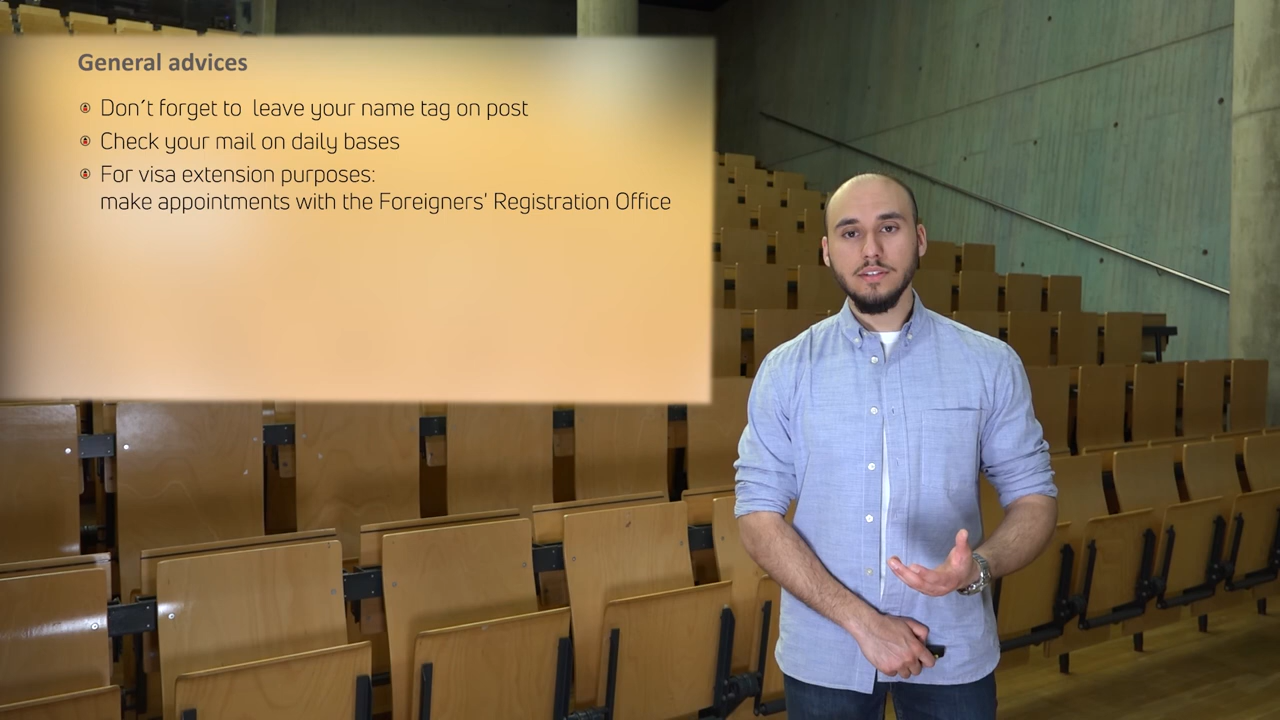 General advices
Don´t forget to leave your name tag on post
Check your mail on daily bases
For visa extension purposes:
make appointments with the Foreigners' Registration Office